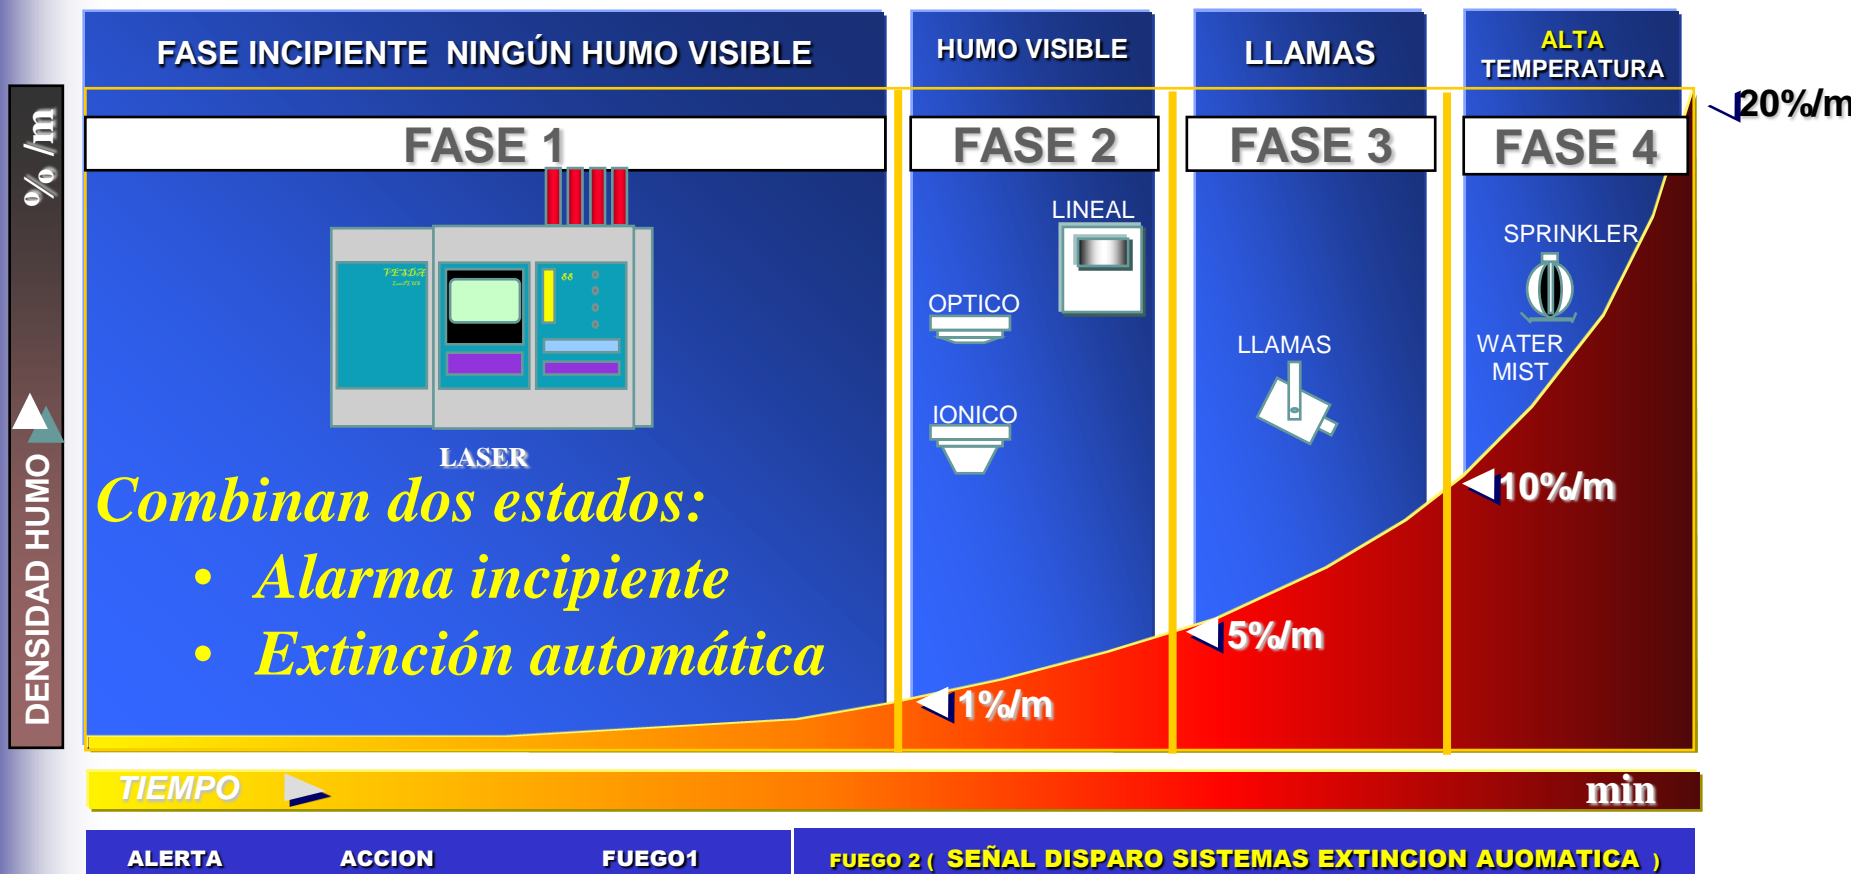 FASE INCIPIENTE  NINGÚN HUMO VISIBLE
HUMO VISIBLE
LLAMAS
ALTA
TEMPERATURA
20%/m
% /m
DENSIDAD HUMO
FASE 1
FASE 2
FASE 3
FASE 4
VESDA
LASER
Combinan dos estados:
• Alarma incipiente
• Extinción automática
LINEAL
OPTICO
IONICO
LLAMAS
SPRINKLER
WATER
MIST
10%/m
5%/m
1%/m
TIEMPO
min
ALERTA
ACCION
FUEGO1
FUEGO 2 ( SEÑAL DISPARO SISTEMAS EXTINCION AUOMATICA )